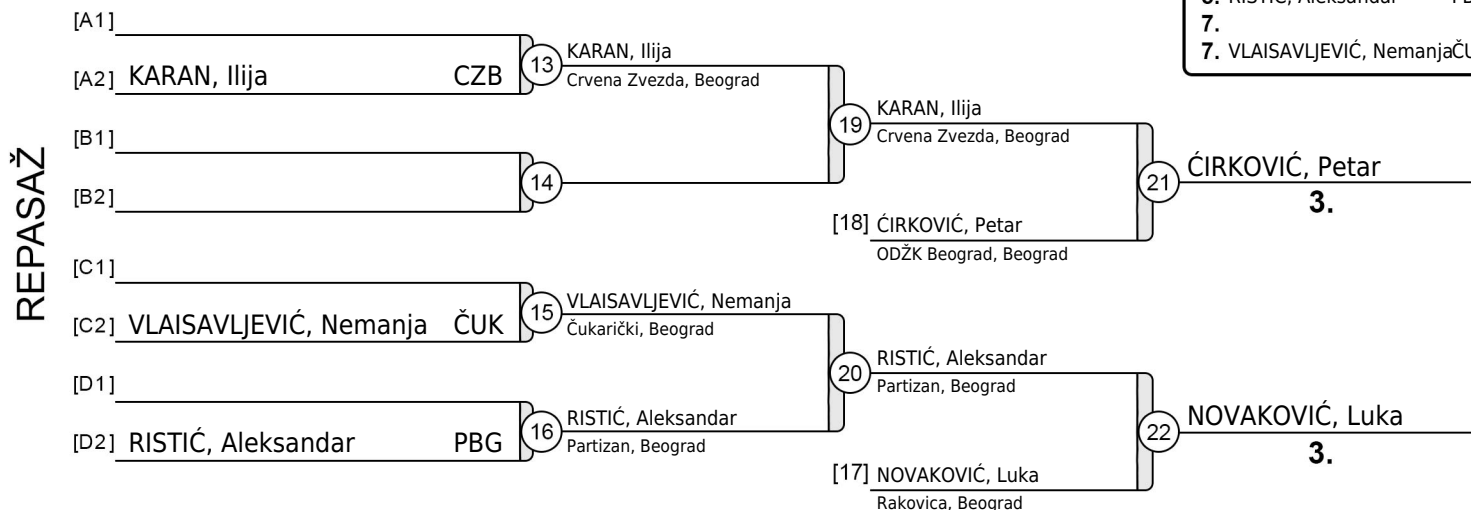 7.
7. VLAISAVLJEVIĆ, Nemanja
REPASAŽ
[A1]
[A2] KARAN, Ilija CZB
13
KARAN, Ilija
Crvena Zvezda, Beograd
[B1]
[B2]
14
19
KARAN, Ilija
Crvena Zvezda, Beograd
[18] ĆIRKOVIĆ, Petar
ODŽK Beograd, Beograd
21
ĆIRKOVIĆ, Petar
3.
[C1]
[C2] VLAISAVLJEVIĆ, Nemanja ČUK
15
VLAISAVLJEVIĆ, Nemanja
Čukarički, Beograd
[D1]
[D2] RISTIĆ, Aleksandar PBG
16
RISTIĆ, Aleksandar
Partizan, Beograd
20
RISTIĆ, Aleksandar
Partizan, Beograd
[17] NOVAKOVIĆ, Luka
Rakovica, Beograd
22
NOVAKOVIĆ, Luka
3.